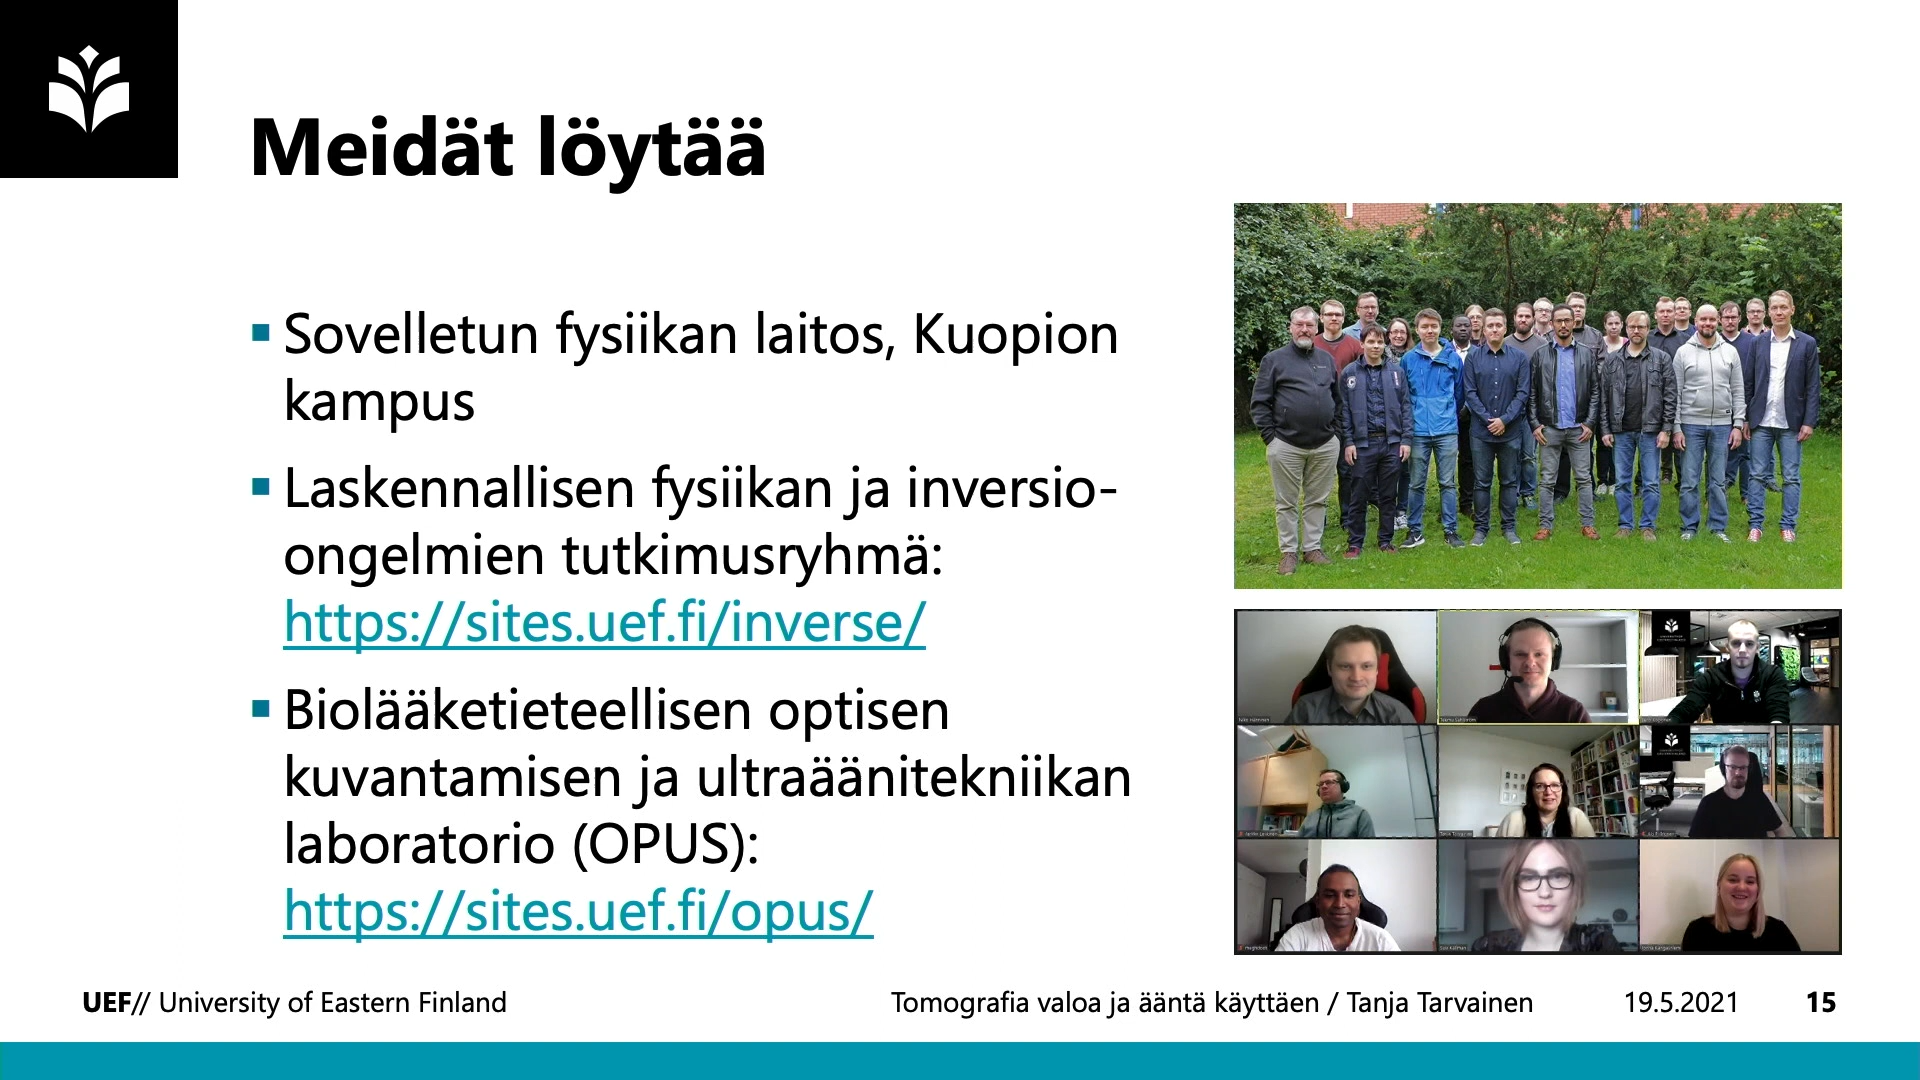 Meidät löytää
▪ Sovelletun fysiikan laitos, Kuopion
kampus
▪ Laskennallisen fysiikan ja inversio-
ongelmien tutkimusryhmä:
https://sites.uef.fi/inverse/
▪ Biolääketieteellisen optisen
kuvantamisen ja ultraäänitekniikan
laboratorio (OPUS):
https://sites.uef.fi/opus/
UEF// University of Eastern Finland
Tomografia valoa ja ääntä käyttäen / Tanja Tarvainen
19.5.2021
15